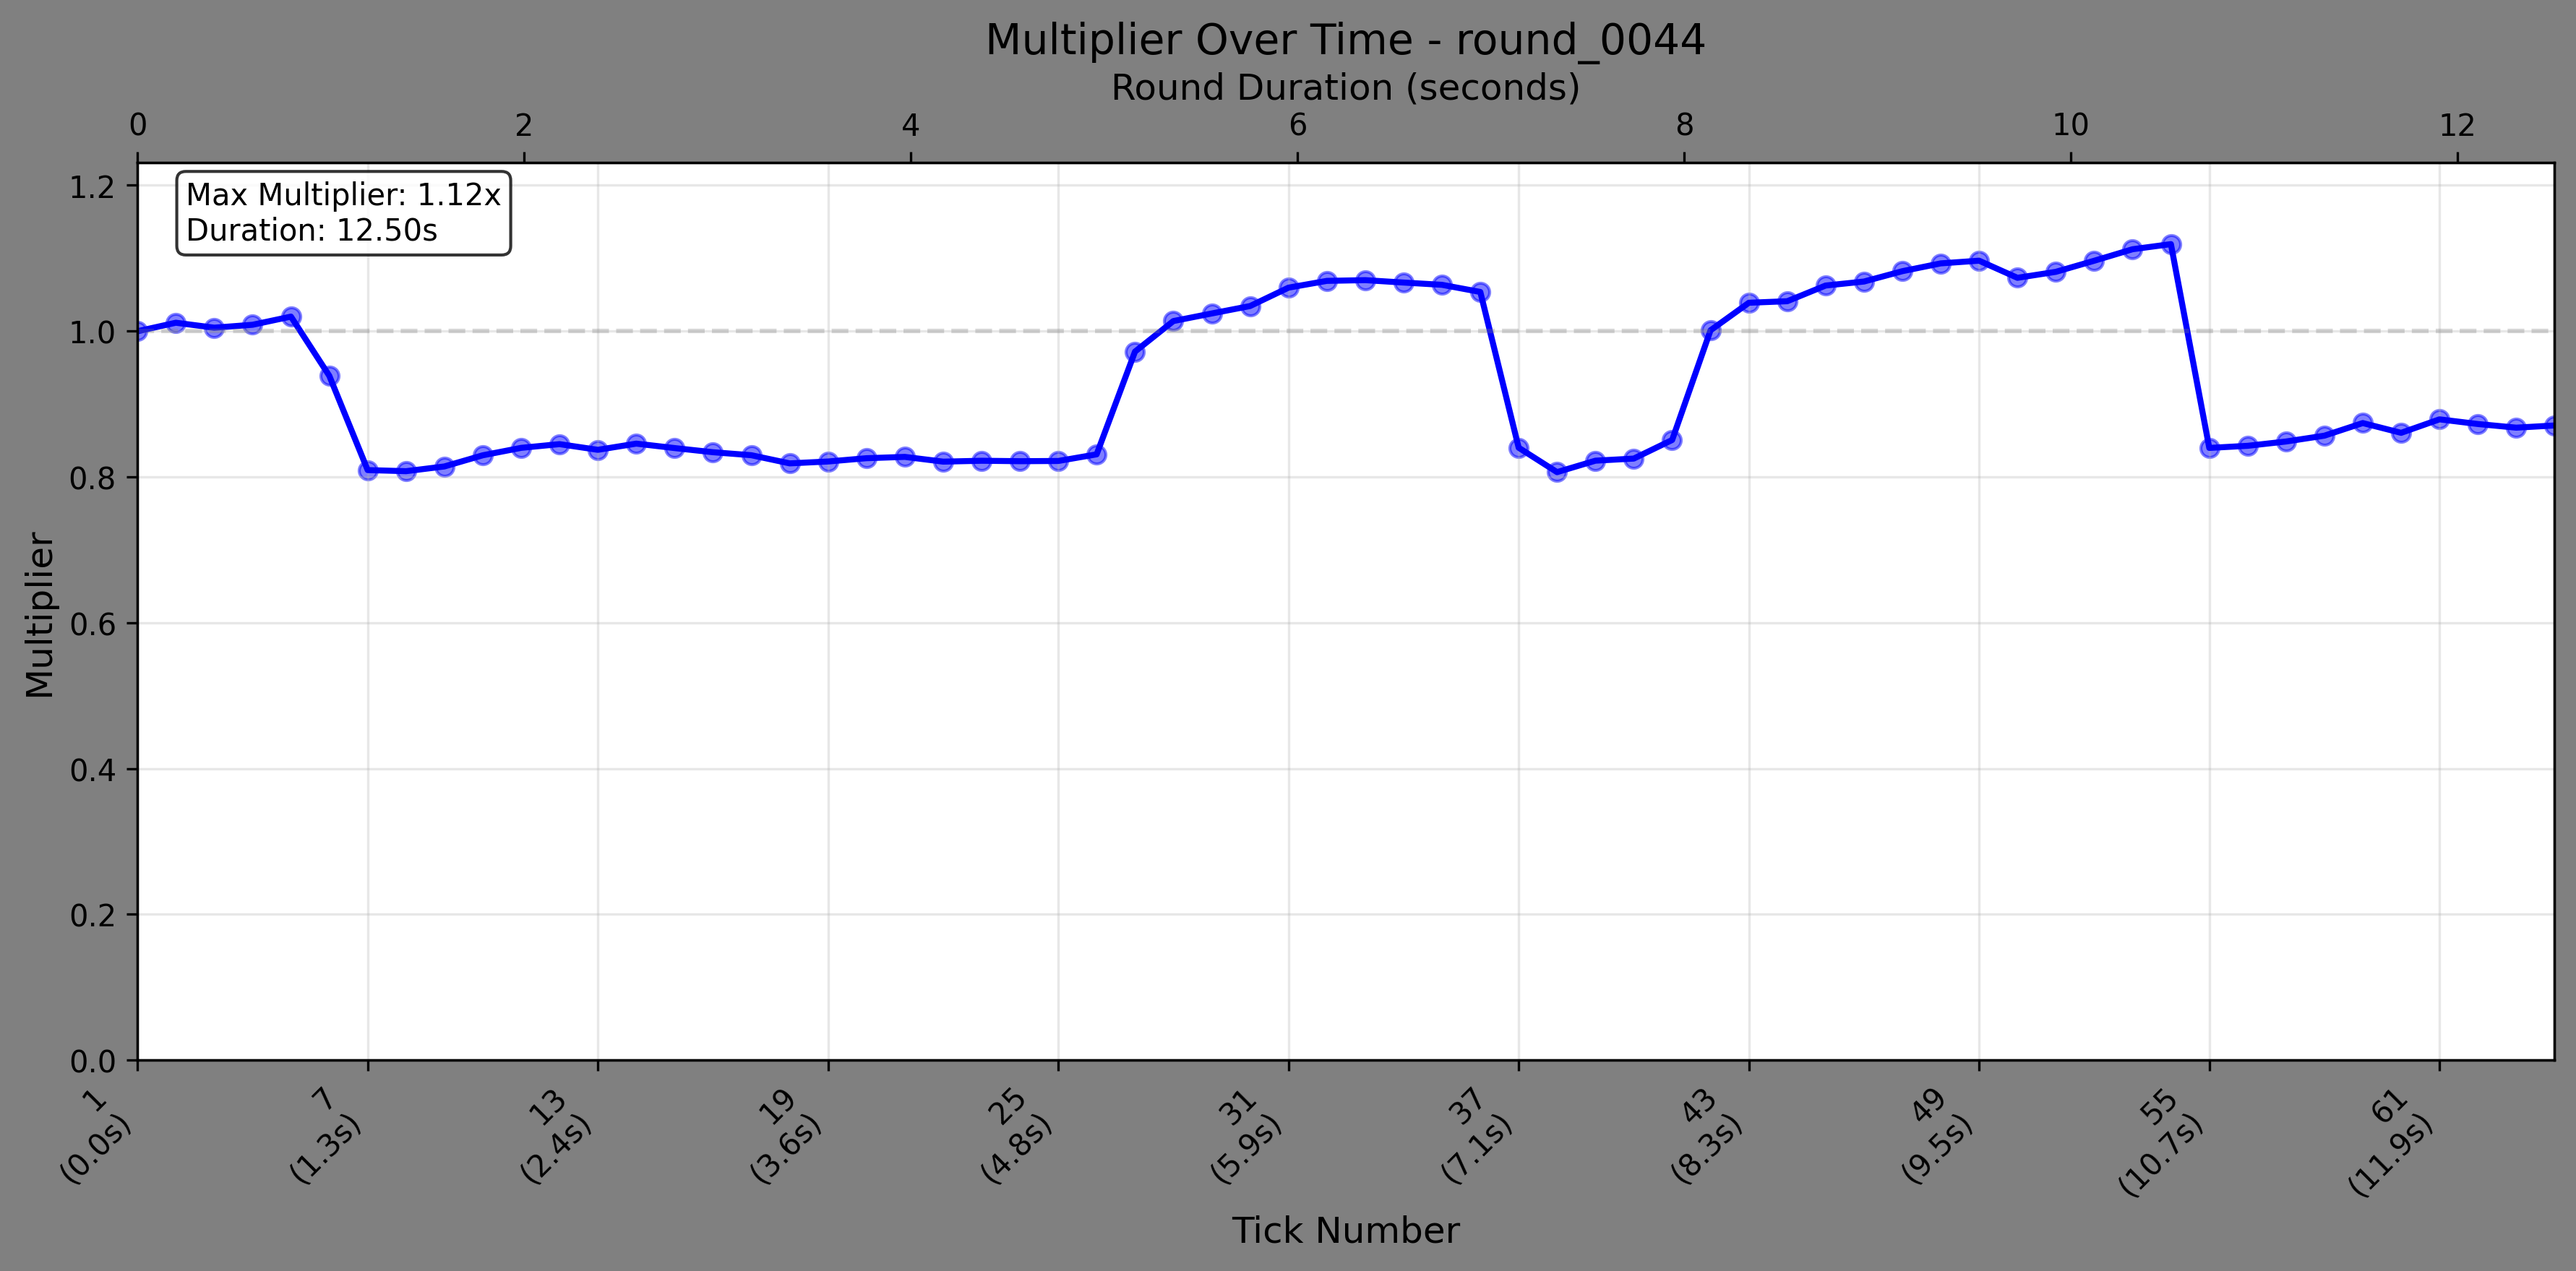 Multiplier Over Time - round_0044
Round Duration (seconds)
0 2 4 6 8 10 12
Max Multiplier: 1.12x
Duration: 12.50s
1.2
1.0
0.8
0.6
0.4
0.2
0.0
Multiplier
1
(0.0s)
7
(1.3s)
13
(2.4s)
19
(3.6s)
25
(4.8s)
31
(5.9s)
37
(7.1s)
43
(8.3s)
49
(9.5s)
55
(10.7s)
61
(11.9s)
Tick Number